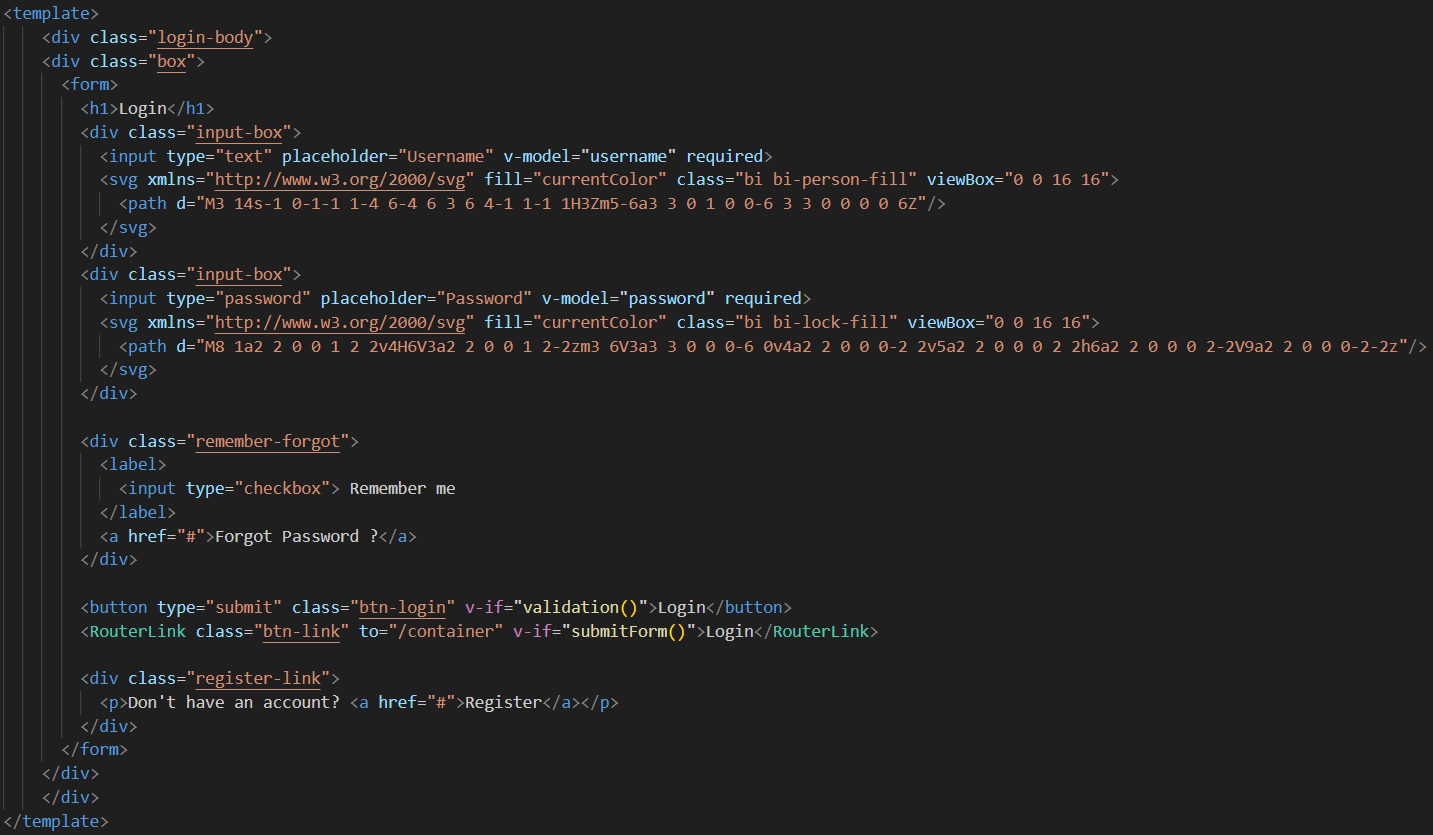 <template>
<div class="login-body">
<div class="box">
<form>
<h1>Login</h1>
<div class="input-box">
<input type="text" placeholder="Username" v-model="username" required>
<svg xmlns="http://www.w3.org/2000/svg" fill="currentColor" class="bi bi-person-fill" viewBox="0 0 16 16">
<path d="M3 14s-1 0-1-1 1-4 6-4 6 3 6 4-1 1-1 1H3Zm5-6a3 3 0 1 0 0-6 3 3 0 0 0 0 6Z"/>
</svg>
</div>
<div class="input-box">
<input type="password" placeholder="Password" v-model="password" required>
<svg xmlns="http://www.w3.org/2000/svg" fill="currentColor" class="bi bi-lock-fill" viewBox="0 0 16 16">
<path d="M8 1a2 2 0 0 1 2 2v4H6V3a2 2 0 0 1 2-2zm3 6V3a3 3 0 0 0-6 0v4a2 2 0 0 0-2 2v5a2 2 0 0 0 2 2h6a2 2 0 0 0 2-2V9a2 2 0 0 0-2-2z"/>
</svg>
</div>
<div class="remember-forgot">
<label>
<input type="checkbox"> Remember me
</label>
<a href="#">Forgot Password ?</a>
</div>
<button type="submit" class="btn-login" v-if="validation()">Login</button>
<RouterLink class="btn-link" to="/container" v-if="submitForm()">Login</RouterLink>
<div class="register-link">
<p>Don't have an account? <a href="#">Register</a></p>
</div>
</form>
</div>
</div>
</template>